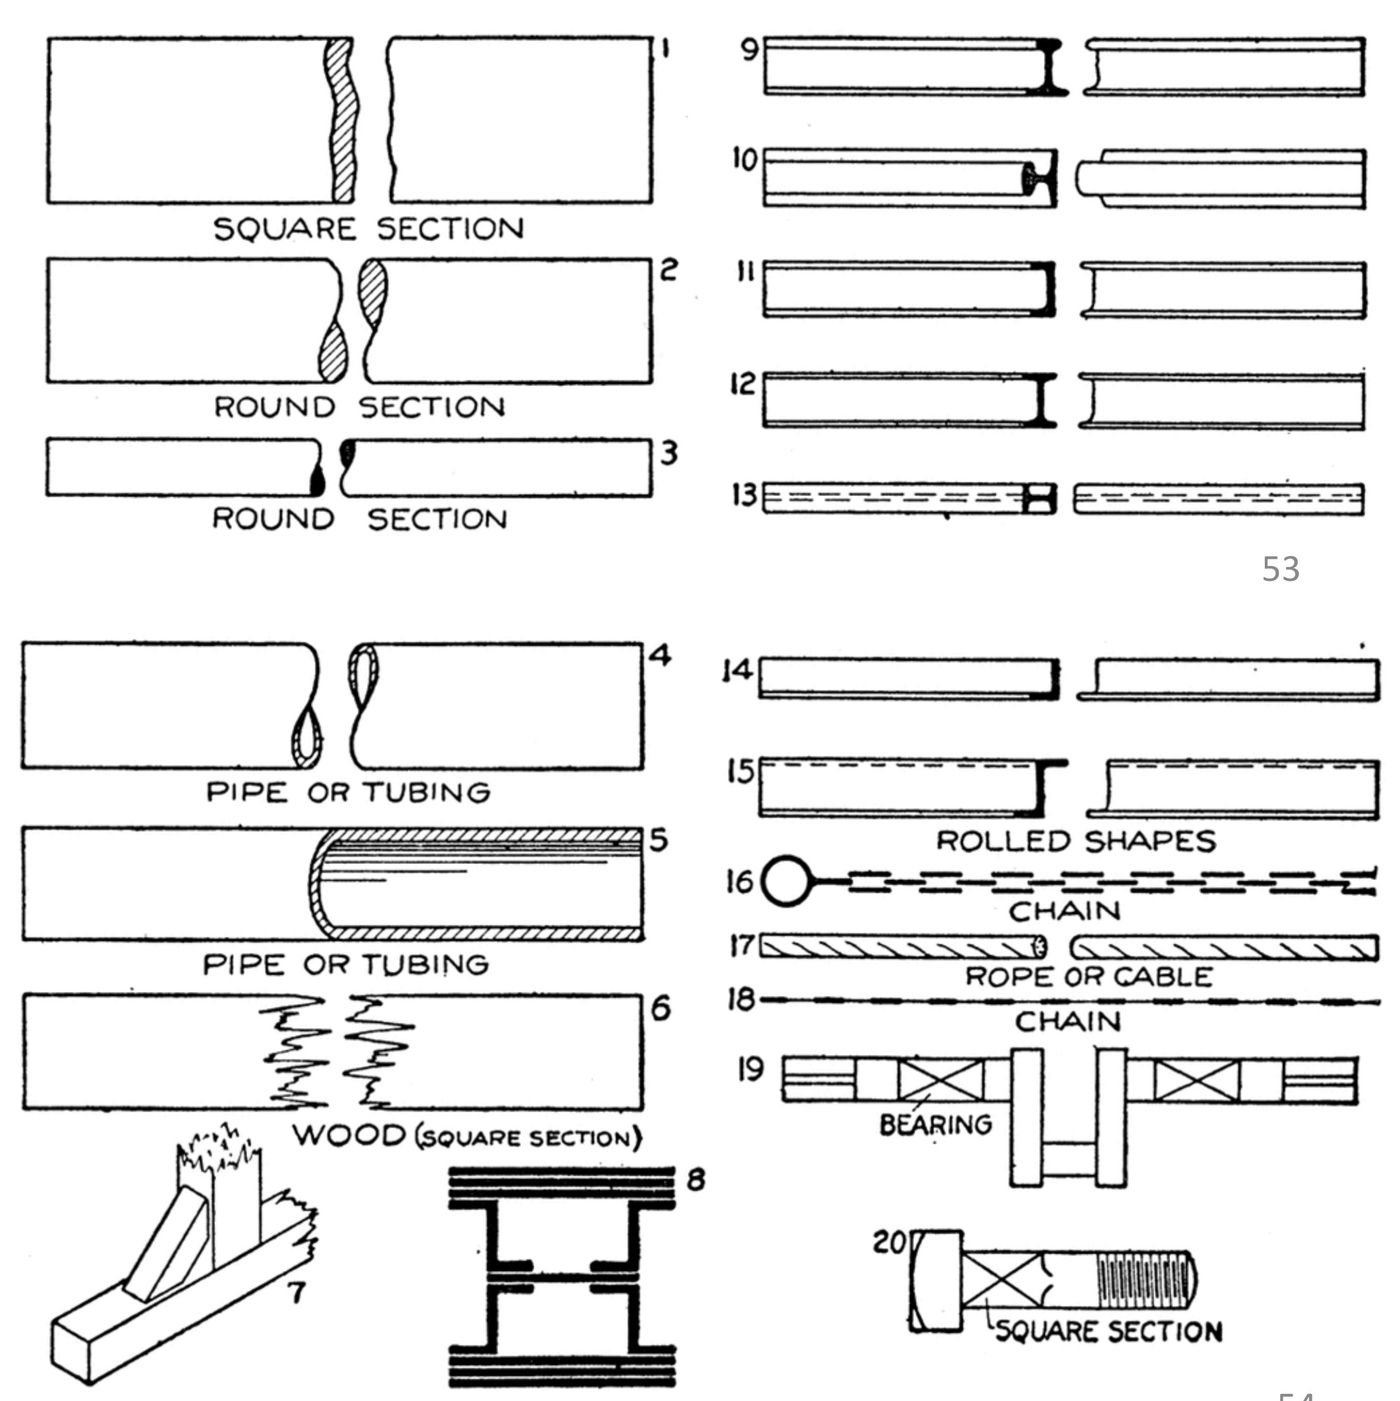 1
SQUARE SECTION
2
ROUND SECTION
3
ROUND SECTION
9
10
11
12
13
53
4
PIPE OR TUBING
5
PIPE OR TUBING
6
WOOD (SQUARE SECTION)
7
8
14
15
ROLLED SHAPES
16
CHAIN
17
ROPE OR CABLE
18
CHAIN
19
BEARING
20
SQUARE SECTION
54